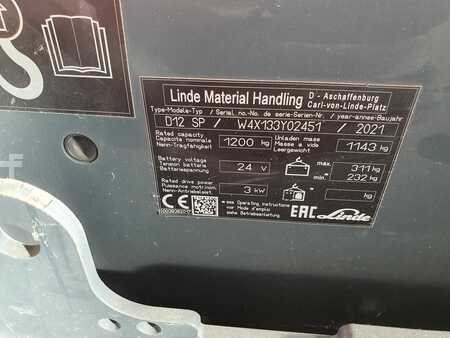 Linde Material Handling
D - Aschaffenburg
Carl-von-Linde-Platz
Type-Modèle-Typ / Serial no.-No. de serie-Serien-Nr. / year-annee-Baujahr
D12 SP / W4X133Y02451 / 2021
Rated capacity
Capacité nominale
Nenn-Tragfähigkeit
1200 kg
Unladen mass
Masse a vide
Leergewicht
1143 kg
Battery voltage
Tension batterie
Batteriespannung
24 V
max. 311 kg
min. 232 kg
Rated drive power
Puissance motri.nom.
Nenn-Antriebsleist.
3 kW
kg
CE
see Operating instructions
voir Mode d'emploi
siehe Betriebsanleitung
EAC
Linde